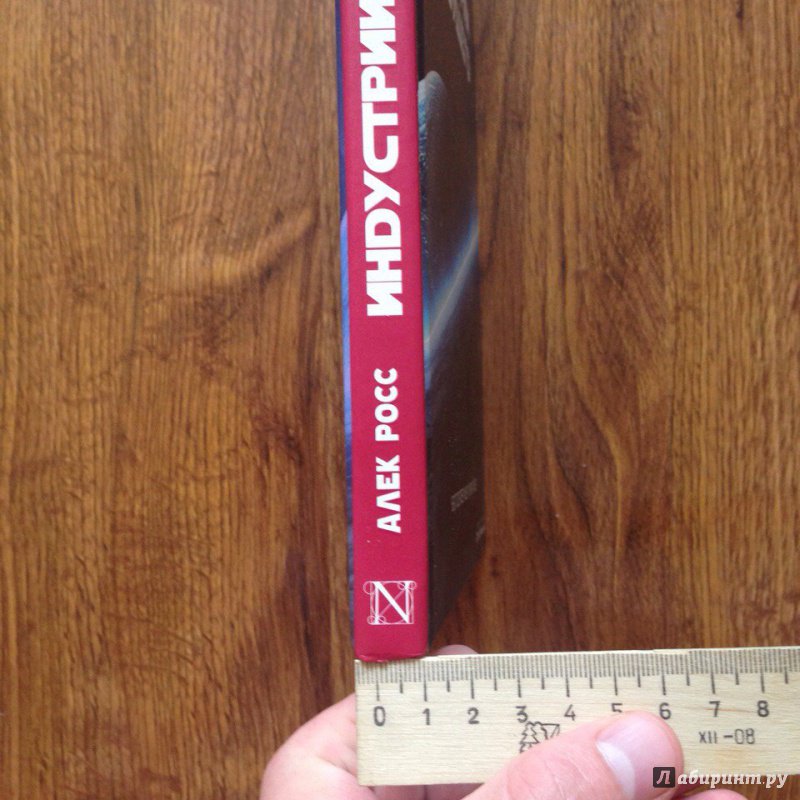 АЛЕК РОСС ИНДУСТРИИ
N
0 1 2 3 4 5 6 7 8
XII-08
Лабиринт.ру